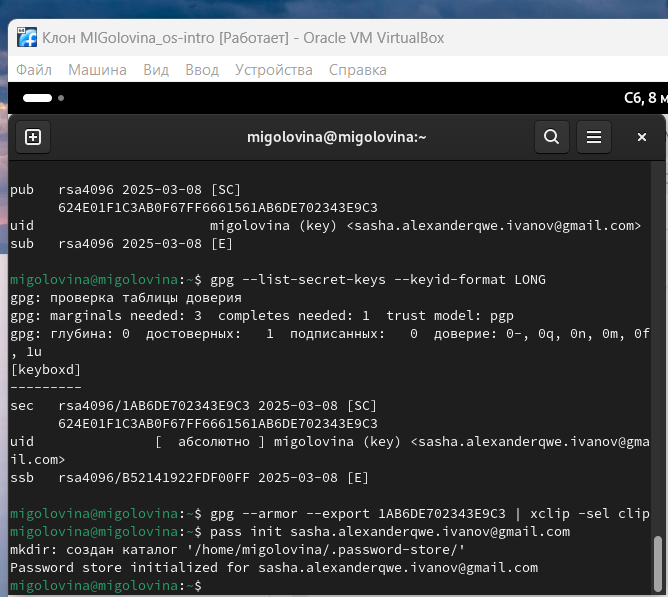 Клон MIGolovina_os-intro [Работает] - Oracle VM VirtualBox
Файл Машина Вид Ввод Устройства Справка
Сб, 8 м
migolovina@migolovina:~
pub   rsa4096 2025-03-08 [SC]
      624E01F1C3AB0F67FF6661561AB6DE702343E9C3
uid                      migolovina (key) <sasha.alexanderqwe.ivanov@gmail.com>
sub   rsa4096 2025-03-08 [E]
migolovina@migolovina:~$ gpg --list-secret-keys --keyid-format LONG
gpg: проверка таблицы доверия
gpg: marginals needed: 3  completes needed: 1  trust model: pgp
gpg: глубина: 0  достоверных:   1  подписанных:   0  доверие: 0-, 0q, 0n, 0m, 0f
, 1u
[keyboxd]
---------
sec   rsa4096/1AB6DE702343E9C3 2025-03-08 [SC]
      624E01F1C3AB0F67FF6661561AB6DE702343E9C3
uid               [  абсолютно ] migolovina (key) <sasha.alexanderqwe.ivanov@gma
il.com>
ssb   rsa4096/B52141922FDF00FF 2025-03-08 [E]
migolovina@migolovina:~$ gpg --armor --export 1AB6DE702343E9C3 | xclip -sel clip
migolovina@migolovina:~$ pass init sasha.alexanderqwe.ivanov@gmail.com
mkdir: создан каталог '/home/migolovina/.password-store/'
Password store initialized for sasha.alexanderqwe.ivanov@gmail.com
migolovina@migolovina:~$